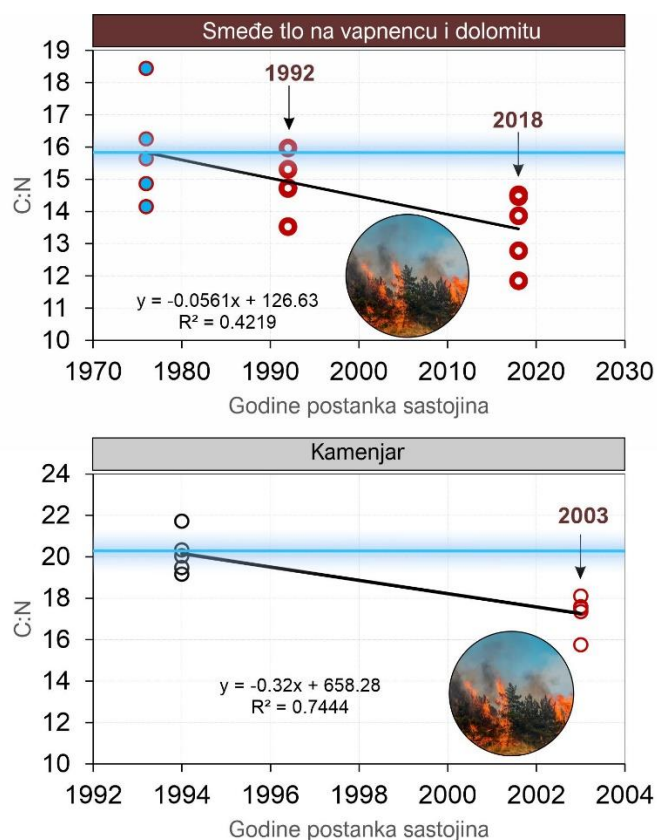 Smeđe tlo na vapnencu i dolomitu
19
18
17
16
15
14
13
12
11
10
C:N
1992
2018
y = -0.0561x + 126.63
R² = 0.4219
1970 1980 1990 2000 2010 2020 2030
Godine postanka sastojina
Kamenjar
24
22
20
18
16
14
12
10
C:N
2003
y = -0.32x + 658.28
R² = 0.7444
1992 1994 1996 1998 2000 2002 2004
Godine postanka sastojina